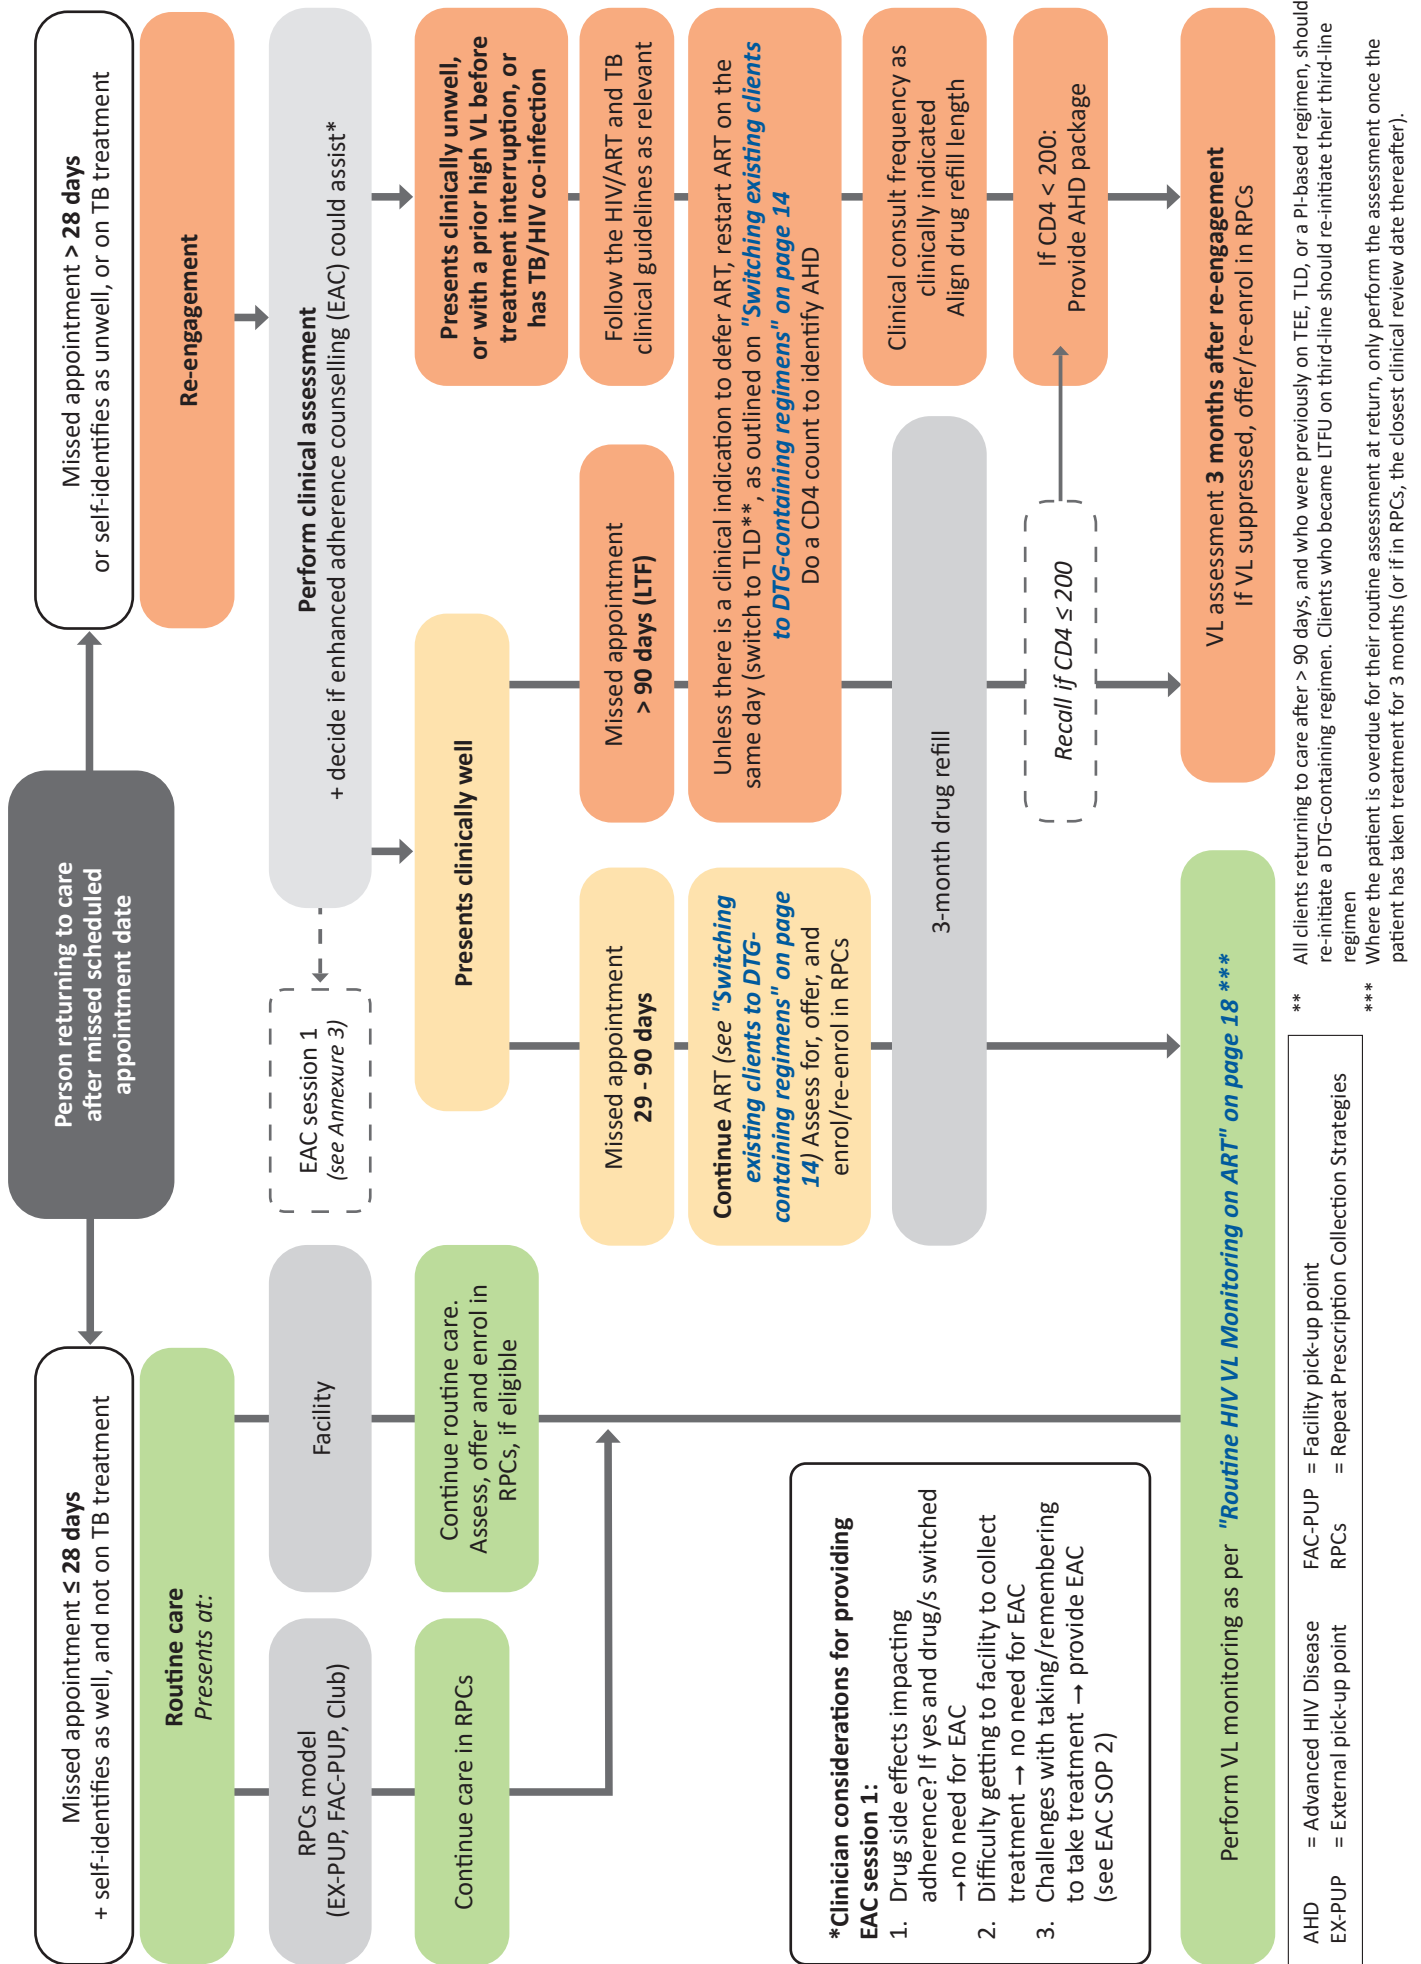 Person returning to care
after missed scheduled
appointment date
Missed appointment ≤ 28 days
+ self-identifies as well, and not on TB treatment
Routine care
Presents at:
RPCs model
(EX-PUP, FAC-PUP, Club)
Continue care in RPCs
Facility
Continue routine care.
Assess, offer and enrol in
RPCs, if eligible
Missed appointment > 28 days
or self-identifies as unwell, or on TB treatment
Re-engagement
Perform clinical assessment
+ decide if enhanced adherence counselling (EAC) could assist*
EAC session 1
(see Annexure 3)
Presents clinically well
Missed appointment
29 - 90 days
Continue ART (see "Switching
existing clients to DTG-
containing regimens" on page
14) Assess for, offer, and
enrol/re-enrol in RPCs
Missed appointment
> 90 days (LTF)
Presents clinically unwell,
or with a prior high VL before
treatment interruption, or
has TB/HIV co-infection
Follow the HIV/ART and TB
clinical guidelines as relevant
Unless there is a clinical indication to defer ART, restart ART on the
same day (switch to TLD**, as outlined on "Switching existing clients
to DTG-containing regimens" on page 14
Do a CD4 count to identify AHD
3-month drug refill
Clinical consult frequency as
clinically indicated
Align drug refill length
Recall if CD4 ≤ 200
If CD4 < 200:
Provide AHD package
VL assessment 3 months after re-engagement
If VL suppressed, offer/re-enrol in RPCs
*Clinician considerations for providing
EAC session 1:
1. Drug side effects impacting
adherence? If yes and drug/s switched
→no need for EAC
2. Difficulty getting to facility to collect
treatment → no need for EAC
3. Challenges with taking/remembering
to take treatment → provide EAC
(see EAC SOP 2)
Perform VL monitoring as per "Routine HIV VL Monitoring on ART" on page 18 ***
AHD = Advanced HIV Disease FAC-PUP = Facility pick-up point
EX-PUP = External pick-up point RPCs = Repeat Prescription Collection Strategies
** All clients returning to care after > 90 days, and who were previously on TEE, TLD, or a PI-based regimen, should
re-initiate a DTG-containing regimen. Clients who became LTFU on third-line should re-initiate their third-line
regimen
*** Where the patient is overdue for their routine assessment at return, only perform the assessment once the
patient has taken treatment for 3 months (or if in RPCs, the closest clinical review date thereafter).